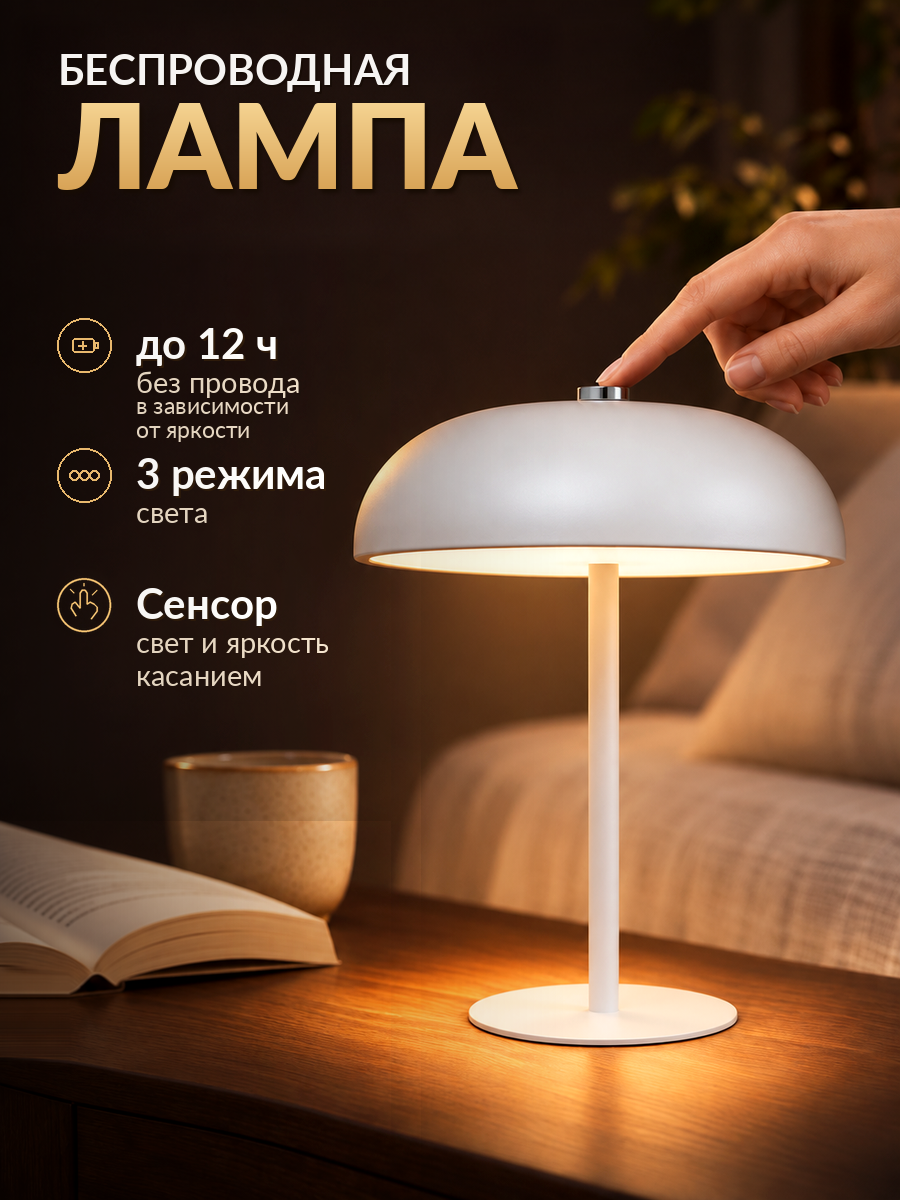 БЕСПРОВОДНАЯ
ЛАМПА
до 12 ч
без провода
в зависимости
от яркости
3 режима
света
Сенсор
свет и яркость
касанием